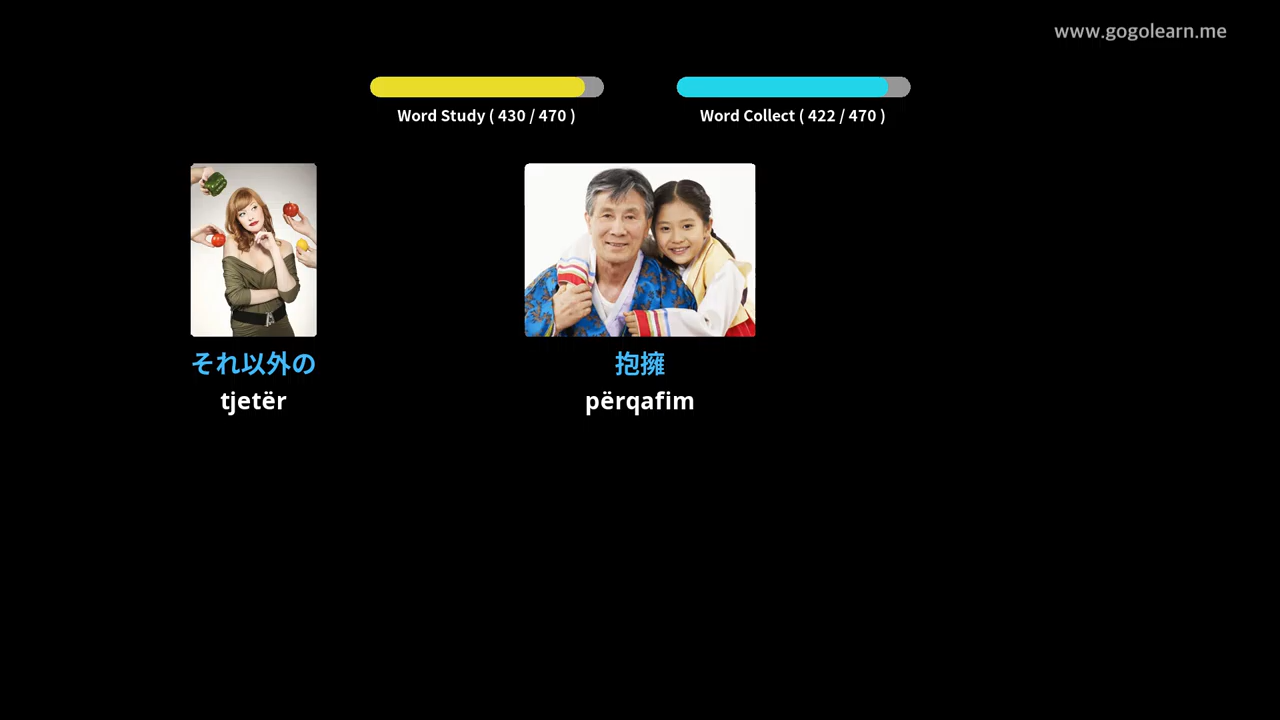 www.gogolearn.me
Word Study ( 430 / 470 )
Word Collect ( 422 / 470 )
それ以外の
tjetër
抱擁
përqafim